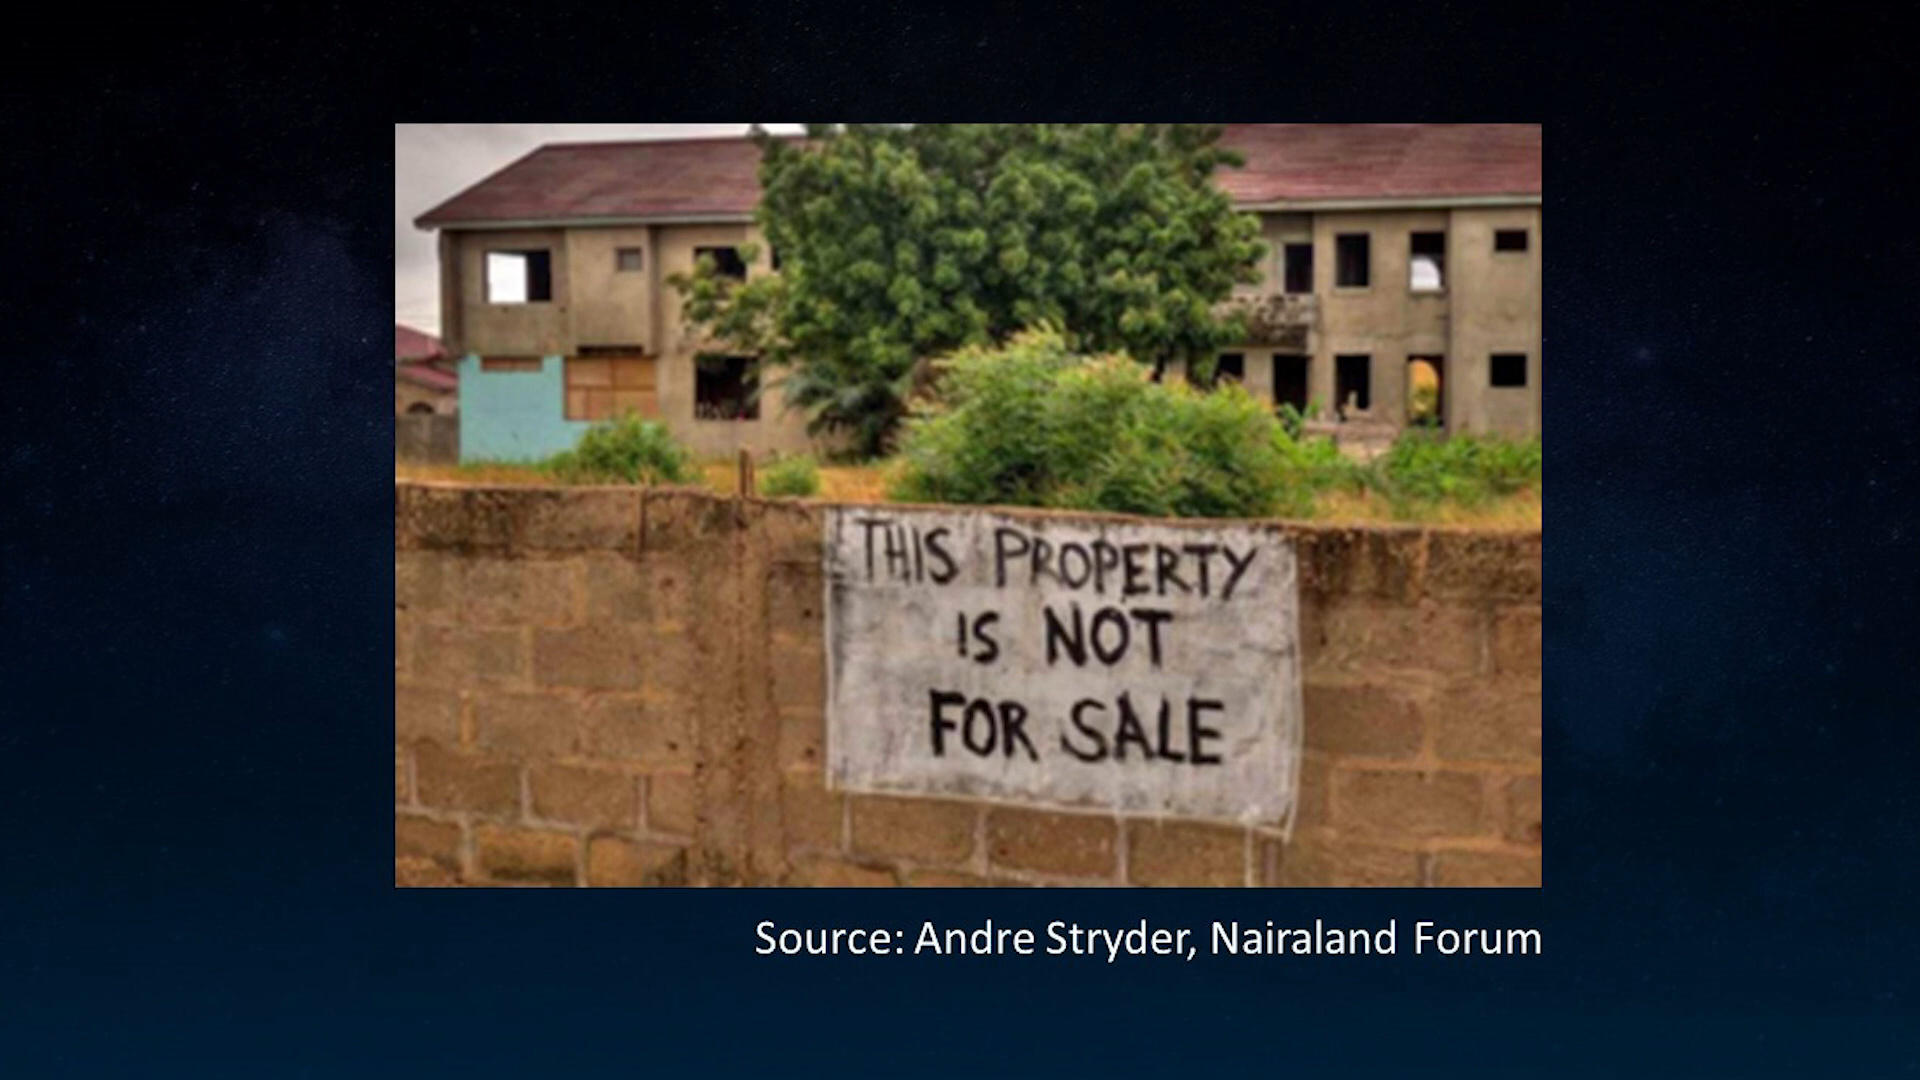 THIS PROPERTY
IS NOT
FOR SALE
Source: Andre Stryder, Nairaland Forum